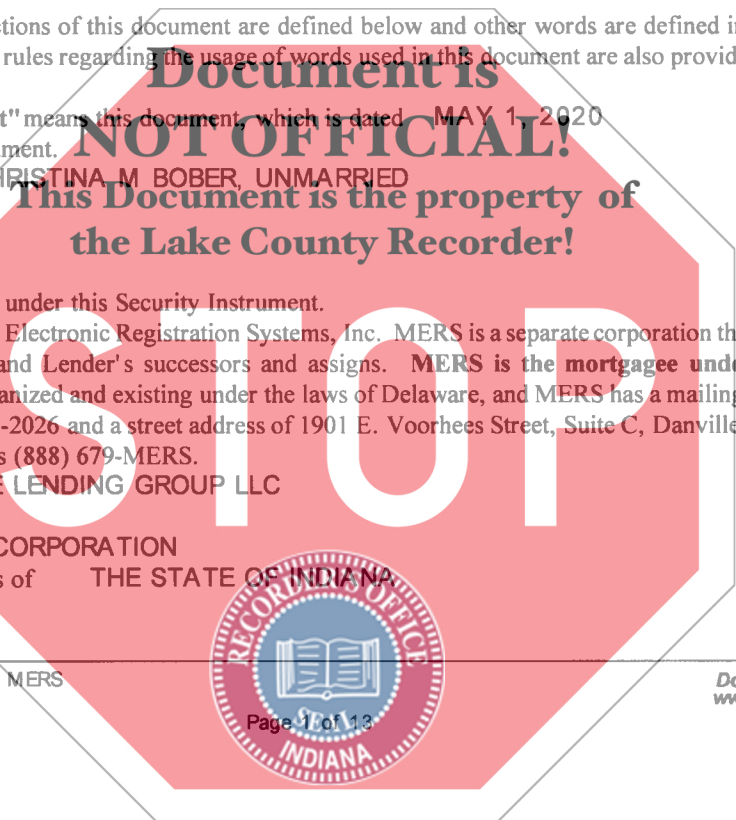 ctions of this document are defined below and other words are defined in
rules regarding the usage of words used in this document are also provid
Document is
t" means this document, which is dated MAY 1, 2020
ment.
NOT OFFICIAL!
HRISTINA M BOBER, UNMARRIED
This Document is the property of
the Lake County Recorder!
under this Security Instrument.
Electronic Registration Systems, Inc. MERS is a separate corporation th
and Lender's successors and assigns. MERS is the mortgagee unde
anized and existing under the laws of Delaware, and MERS has a mailing
-2026 and a street address of 1901 E. Voorhees Street, Suite C, Danville
s (888) 679-MERS.
STOP
E LENDING GROUP LLC
CORPORATION
s of THE STATE OF INDIANA
RECORDER'S OFFICE
MERS
Do
ww
Page 1 of 13
SEAL
INDIANA